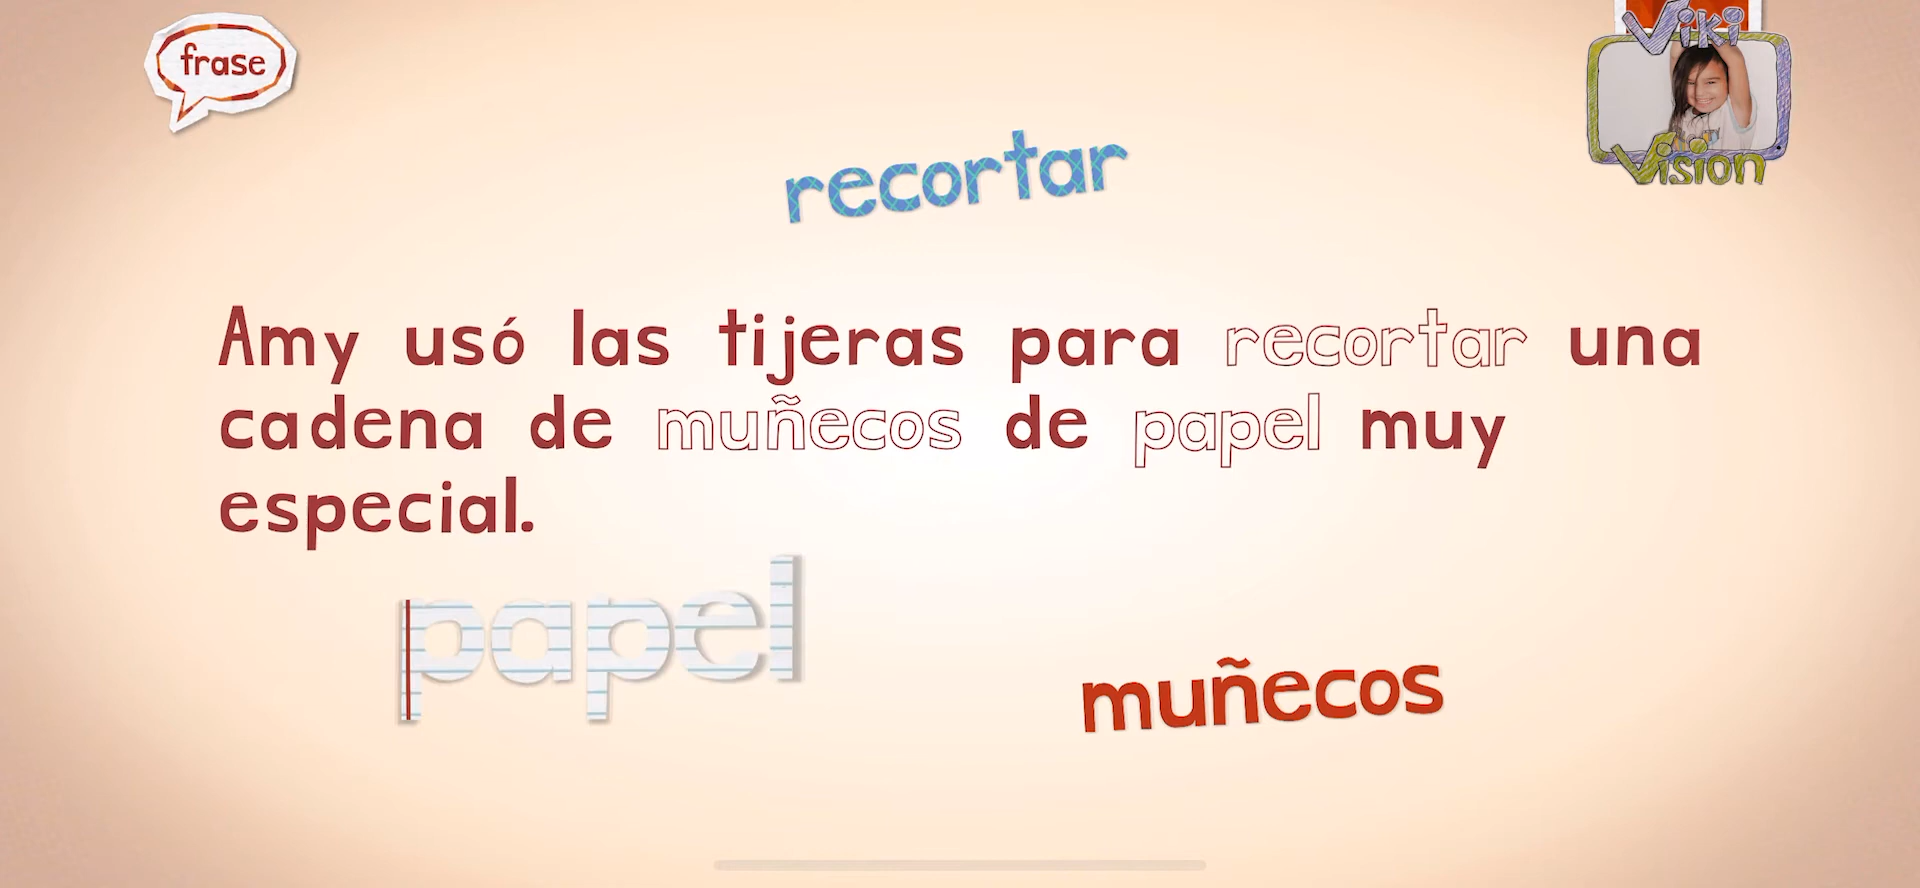 frase
Viki
Vision
recortar
Amy usó las tijeras para recortar una
cadena de muñecos de papel muy
especial.
papel
muñecos